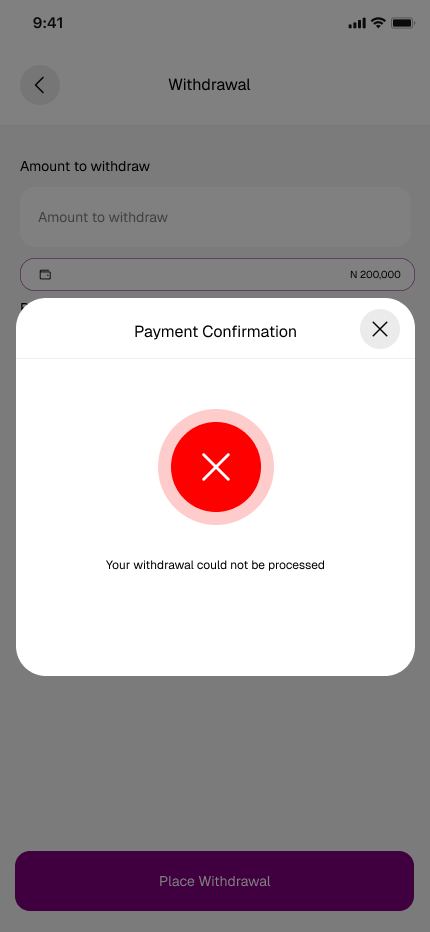 9:41
Withdrawal
Amount to withdraw
Amount to withdraw
N 200,000
Payment Confirmation
Your withdrawal could not be processed
Place Withdrawal